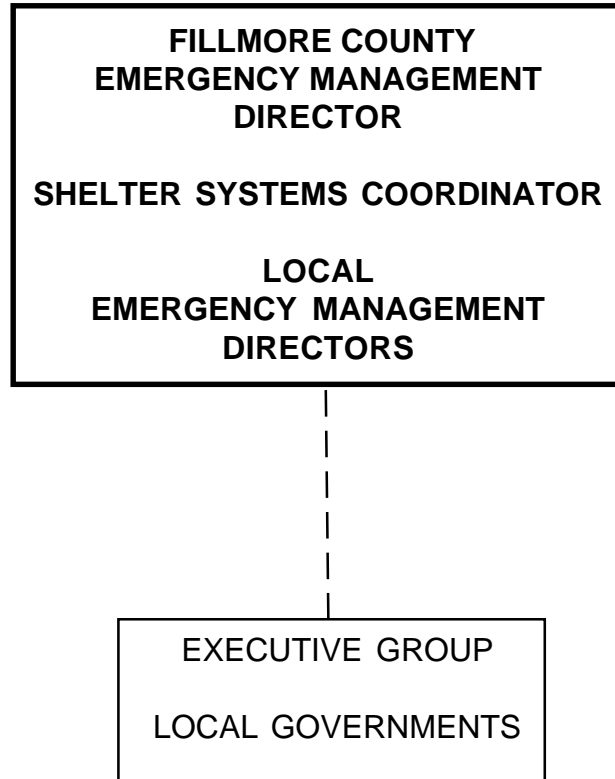 FILLMORE COUNTY
EMERGENCY MANAGEMENT
DIRECTOR
SHELTER SYSTEMS COORDINATOR
LOCAL
EMERGENCY MANAGEMENT
DIRECTORS
EXECUTIVE GROUP
LOCAL GOVERNMENTS